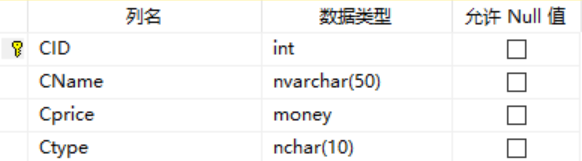 列名 数据类型 允许 Null 值
CID int
CName nvarchar(50)
Cprice money
Ctype nchar(10)